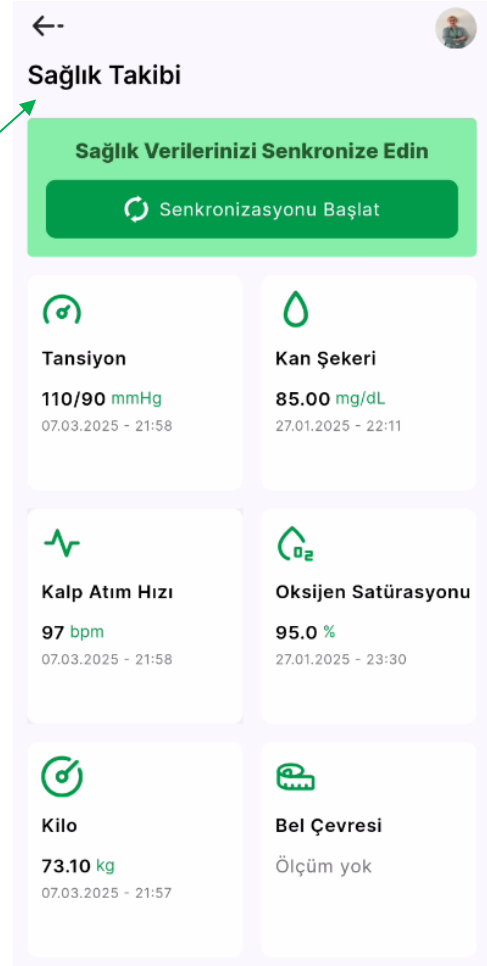 Sağlık Takibi
Sağlık Verilerinizi Senkronize Edin
Senkronizasyonu Başlat
Tansiyon
110/90 mmHg
07.03.2025 - 21:58
Kan Şekeri
85.00 mg/dL
27.01.2025 - 22:11
Kalp Atım Hızı
97 bpm
07.03.2025 - 21:58
O2
Oksijen Satürasyonu
95.0 %
27.01.2025 - 23:30
Kilo
73.10 kg
07.03.2025 - 21:57
Bel Çevresi
Ölçüm yok